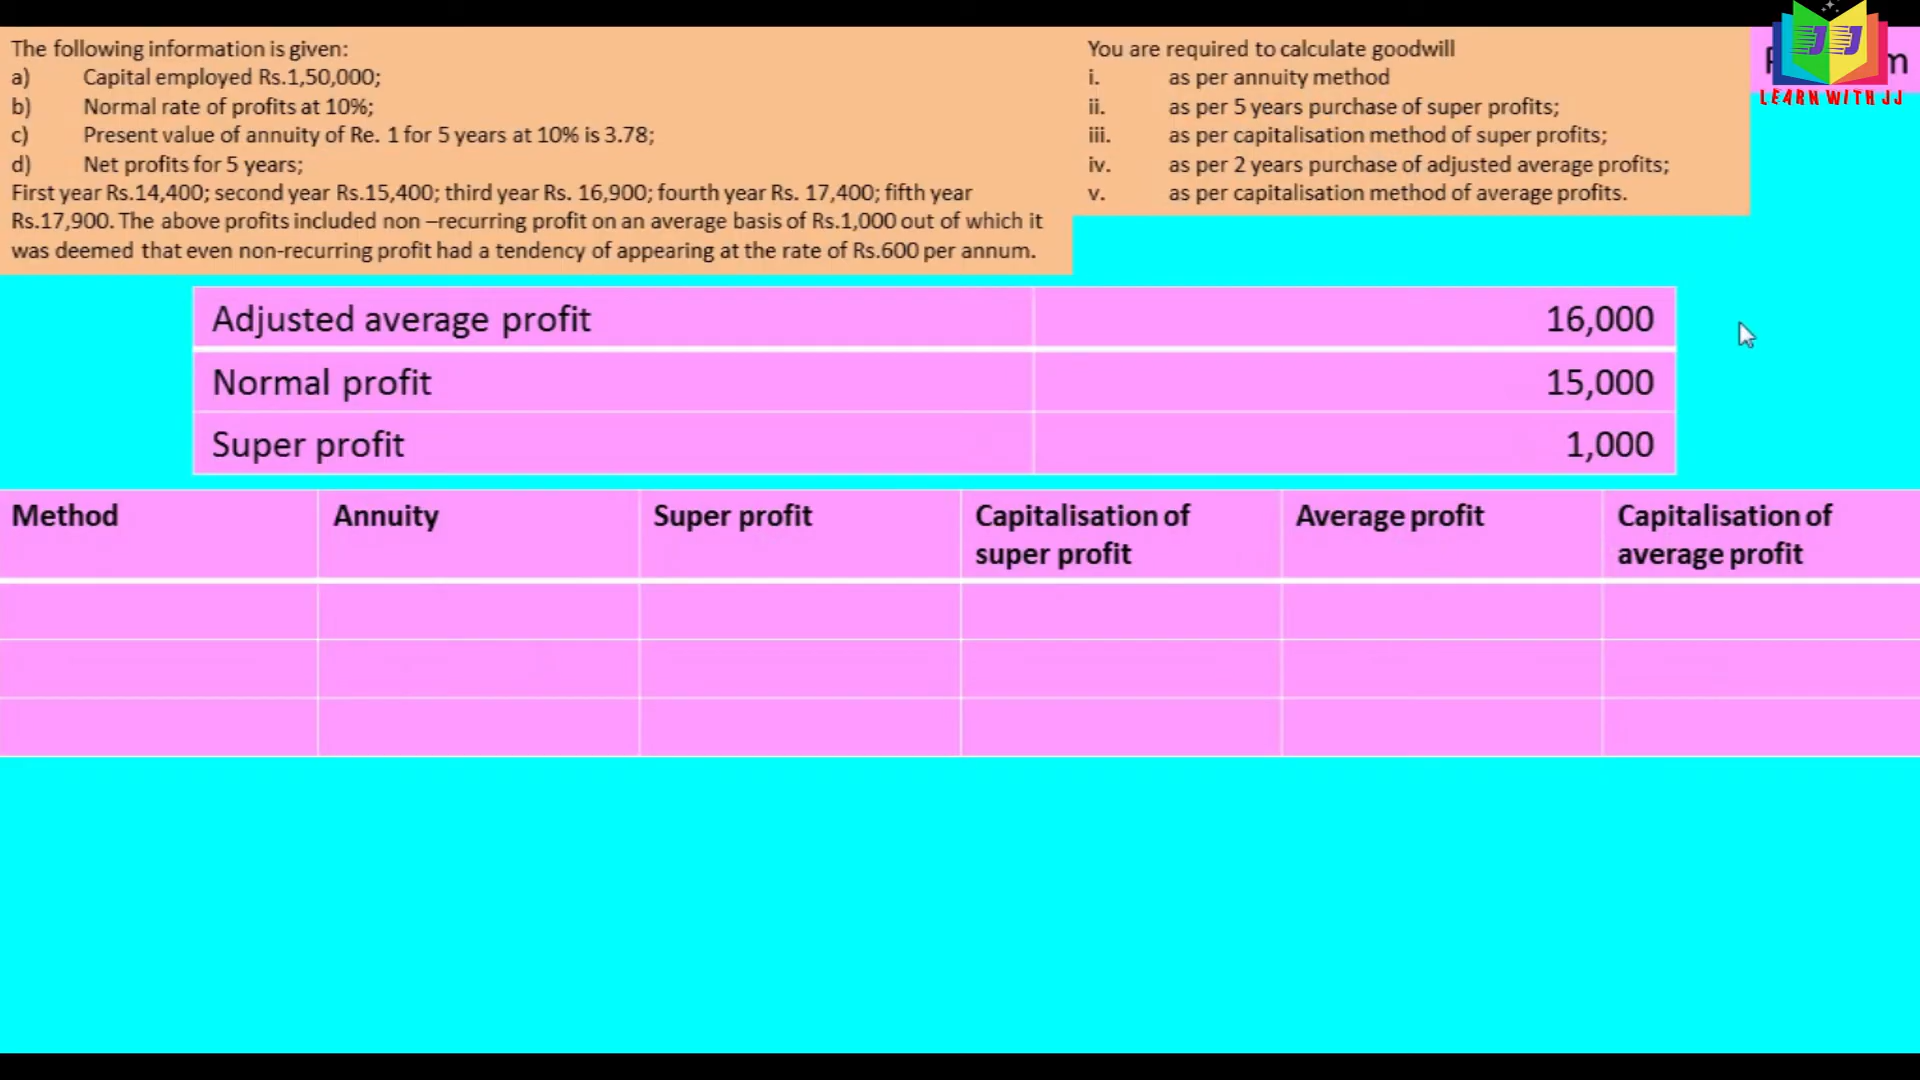 The following information is given:
a) Capital employed Rs.1,50,000;
b) Normal rate of profits at 10%;
c) Present value of annuity of Re. 1 for 5 years at 10% is 3.78;
d) Net profits for 5 years;
First year Rs.14,400; second year Rs.15,400; third year Rs. 16,900; fourth year Rs. 17,400; fifth year
Rs.17,900. The above profits included non –recurring profit on an average basis of Rs.1,000 out of which it
was deemed that even non-recurring profit had a tendency of appearing at the rate of Rs.600 per annum.
You are required to calculate goodwill
i. as per annuity method
ii. as per 5 years purchase of super profits;
iii. as per capitalisation method of super profits;
iv. as per 2 years purchase of adjusted average profits;
v. as per capitalisation method of average profits.
JJ
LEARN WITH JJ
Adjusted average profit 16,000
Normal profit 15,000
Super profit 1,000
Method Annuity Super profit Capitalisation of super profit Average profit Capitalisation of average profit